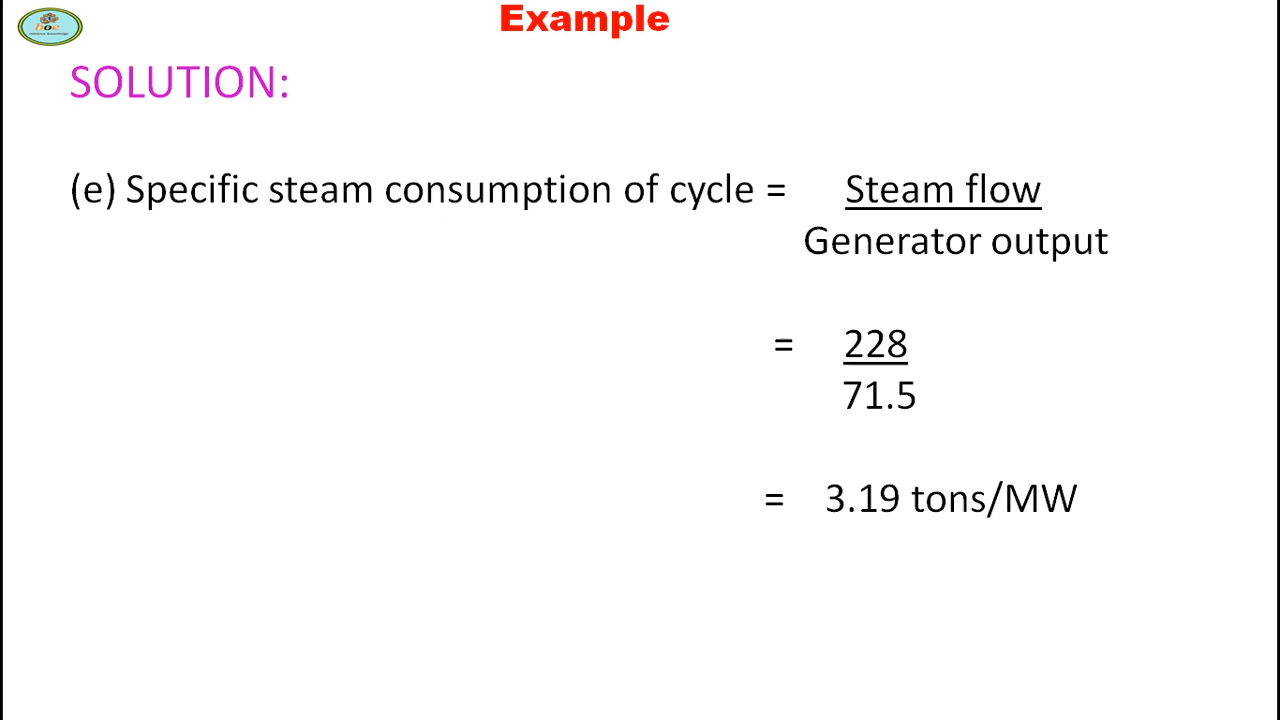 Example
SOLUTION:
(e) Specific steam consumption of cycle = Steam flow
Generator output
= 228
71.5
= 3.19 tons/MW